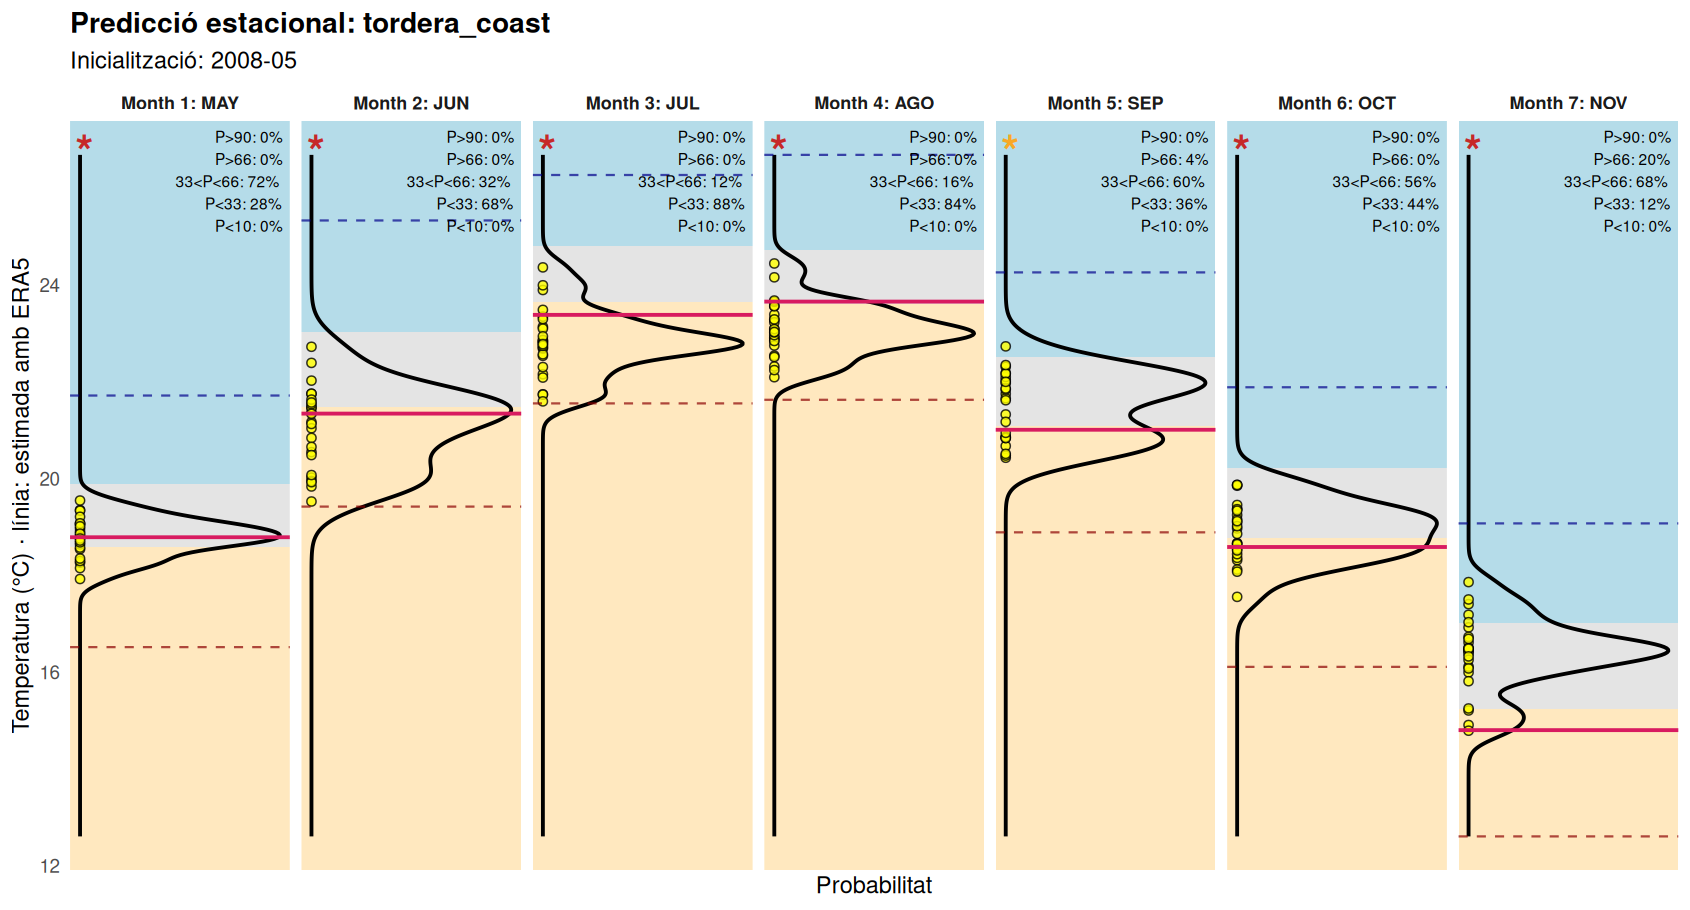 Predicció estacional: tordera_coast
Inicialització: 2008-05
Month 1: MAY
Month 2: JUN
Month 3: JUL
Month 4: AGO
Month 5: SEP
Month 6: OCT
Month 7: NOV
*
P>90: 0%
P>66: 0%
33<P<66: 72%
P<33: 28%
P<10: 0%
*
P>90: 0%
P>66: 0%
33<P<66: 32%
P<33: 68%
P<10: 0%
*
P>90: 0%
P>66: 0%
33<P<66: 12%
P<33: 88%
P<10: 0%
*
P>90: 0%
P>66: 0%
33<P<66: 16%
P<33: 84%
P<10: 0%
*
P>90: 0%
P>66: 4%
33<P<66: 60%
P<33: 36%
P<10: 0%
*
P>90: 0%
P>66: 0%
33<P<66: 56%
P<33: 44%
P<10: 0%
*
P>90: 0%
P>66: 20%
33<P<66: 68%
P<33: 12%
P<10: 0%
24
20
16
12
Temperatura (°C) · línia: estimada amb ERA5
Probabilitat